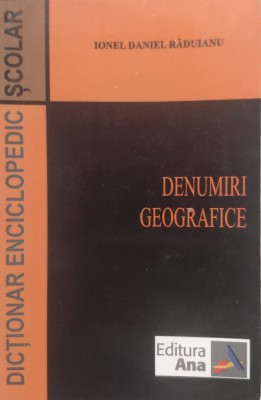 IONEL DANIEL RĂDUIANU
DICȚIONAR ENCICLOPEDIC ȘCOLAR
DENUMIRI
GEOGRAFICE
Editura
Ana